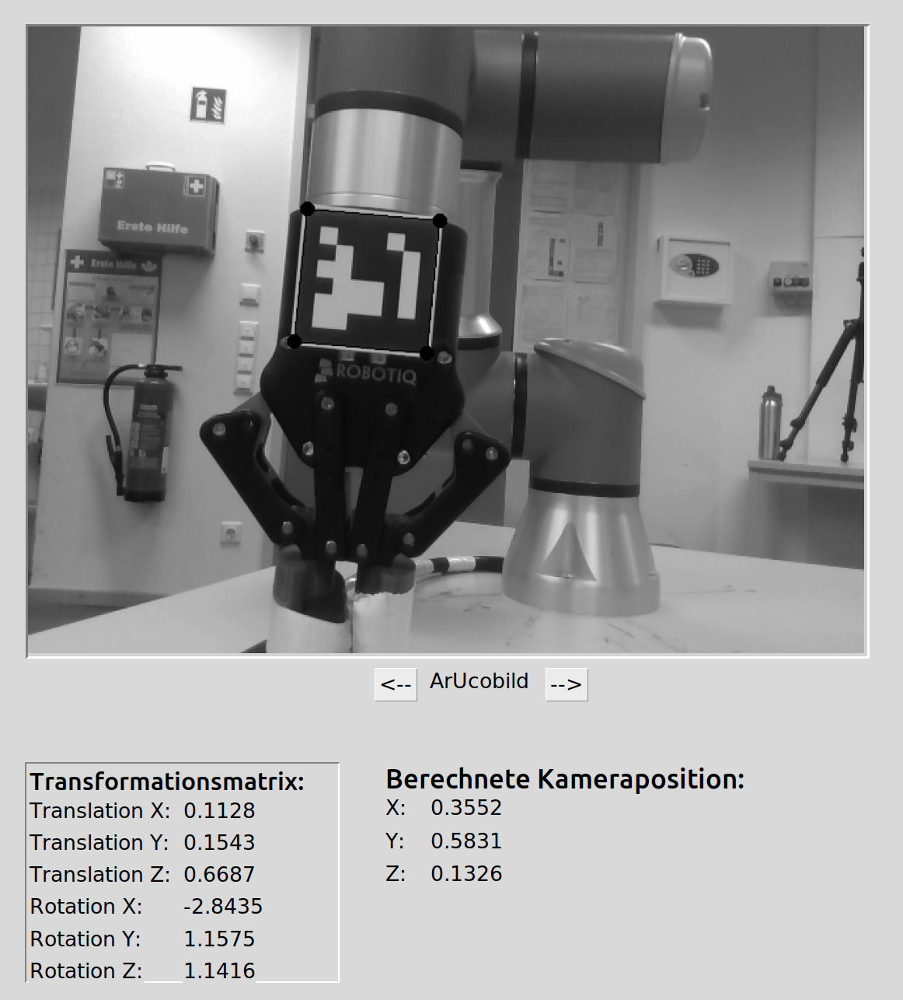 Erste Hilfe
Erste Hilfe
ROBOTIQ
<-- ArUcobild -->
Transformationsmatrix:
Translation X: 0.1128
Translation Y: 0.1543
Translation Z: 0.6687
Rotation X: -2.8435
Rotation Y: 1.1575
Rotation Z: 1.1416
Berechnete Kameraposition:
X: 0.3552
Y: 0.5831
Z: 0.1326